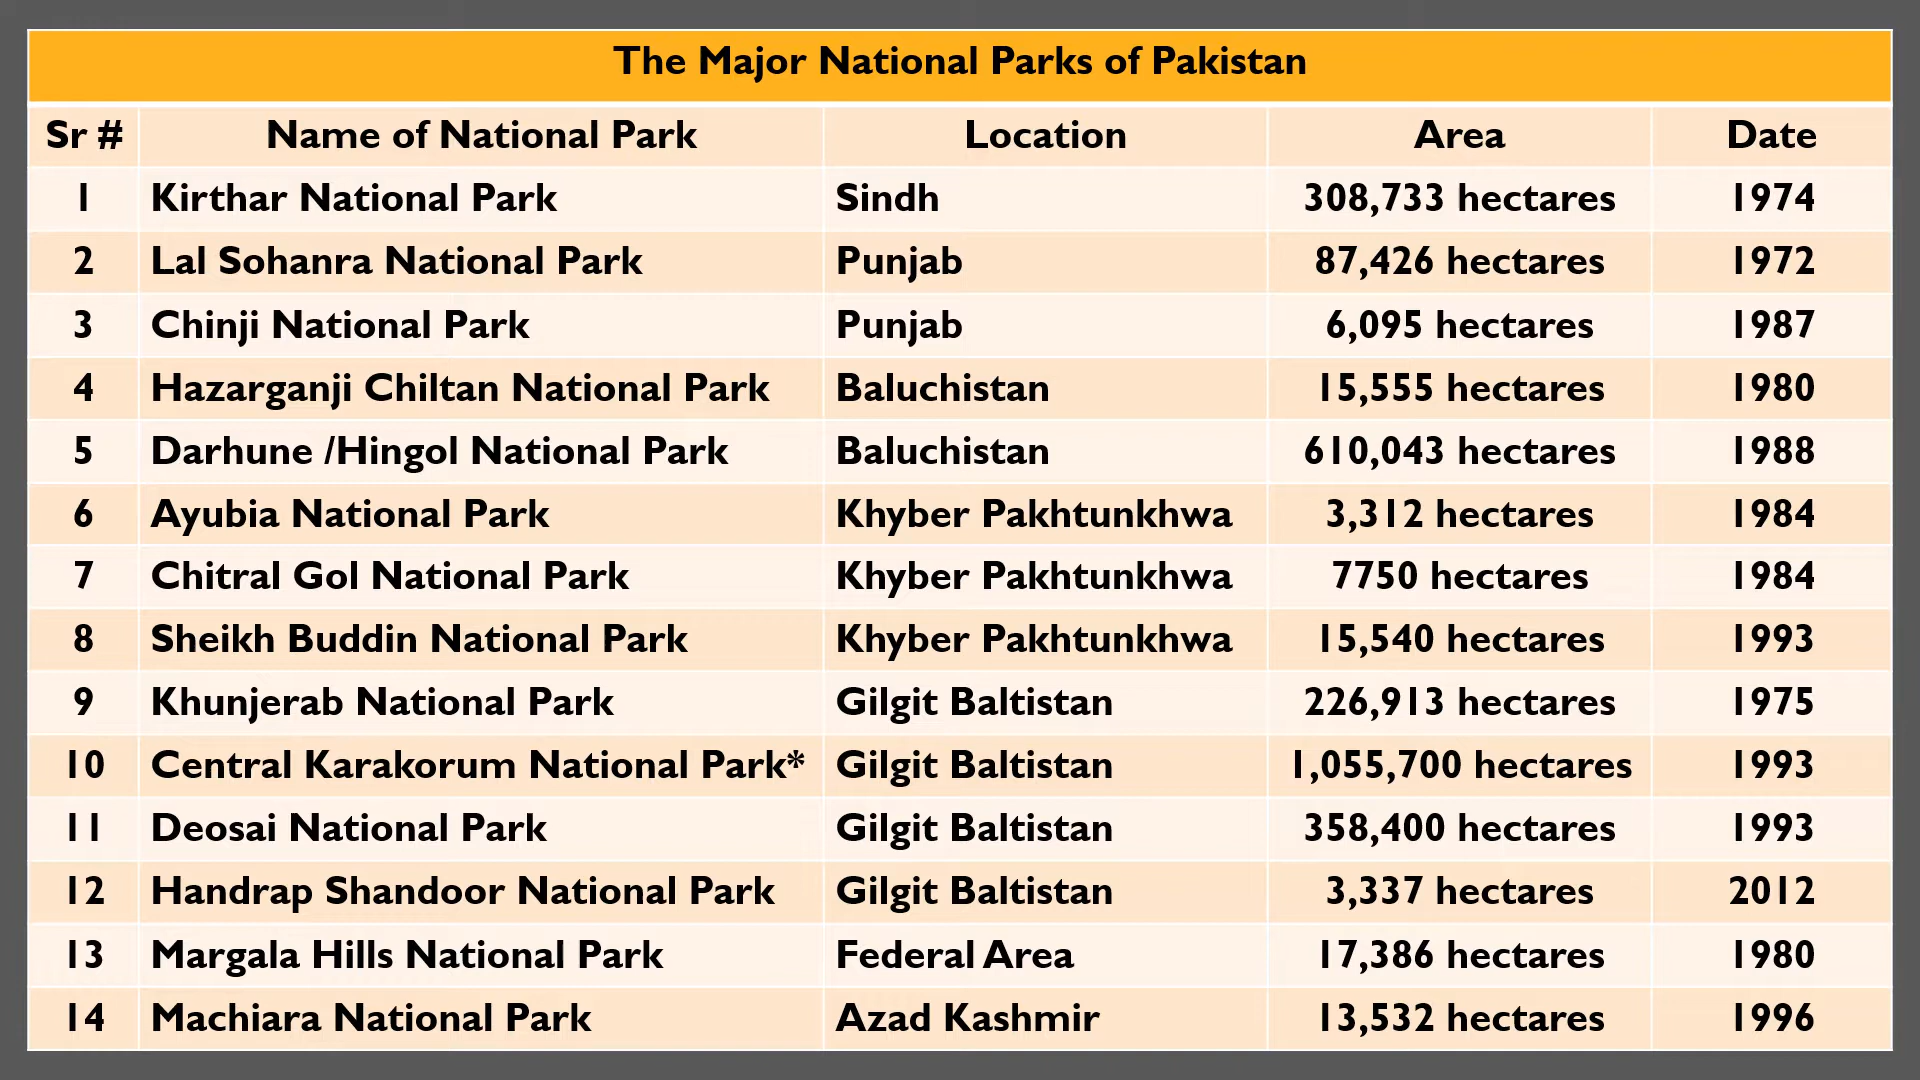 The Major National Parks of Pakistan
Sr # Name of National Park Location Area Date
1 Kirthar National Park Sindh 308,733 hectares 1974
2 Lal Sohanra National Park Punjab 87,426 hectares 1972
3 Chinji National Park Punjab 6,095 hectares 1987
4 Hazarganji Chiltan National Park Baluchistan 15,555 hectares 1980
5 Darhune /Hingol National Park Baluchistan 610,043 hectares 1988
6 Ayubia National Park Khyber Pakhtunkhwa 3,312 hectares 1984
7 Chitral Gol National Park Khyber Pakhtunkhwa 7750 hectares 1984
8 Sheikh Buddin National Park Khyber Pakhtunkhwa 15,540 hectares 1993
9 Khunjerab National Park Gilgit Baltistan 226,913 hectares 1975
10 Central Karakorum National Park* Gilgit Baltistan 1,055,700 hectares 1993
11 Deosai National Park Gilgit Baltistan 358,400 hectares 1993
12 Handrap Shandoor National Park Gilgit Baltistan 3,337 hectares 2012
13 Margala Hills National Park Federal Area 17,386 hectares 1980
14 Machiara National Park Azad Kashmir 13,532 hectares 1996